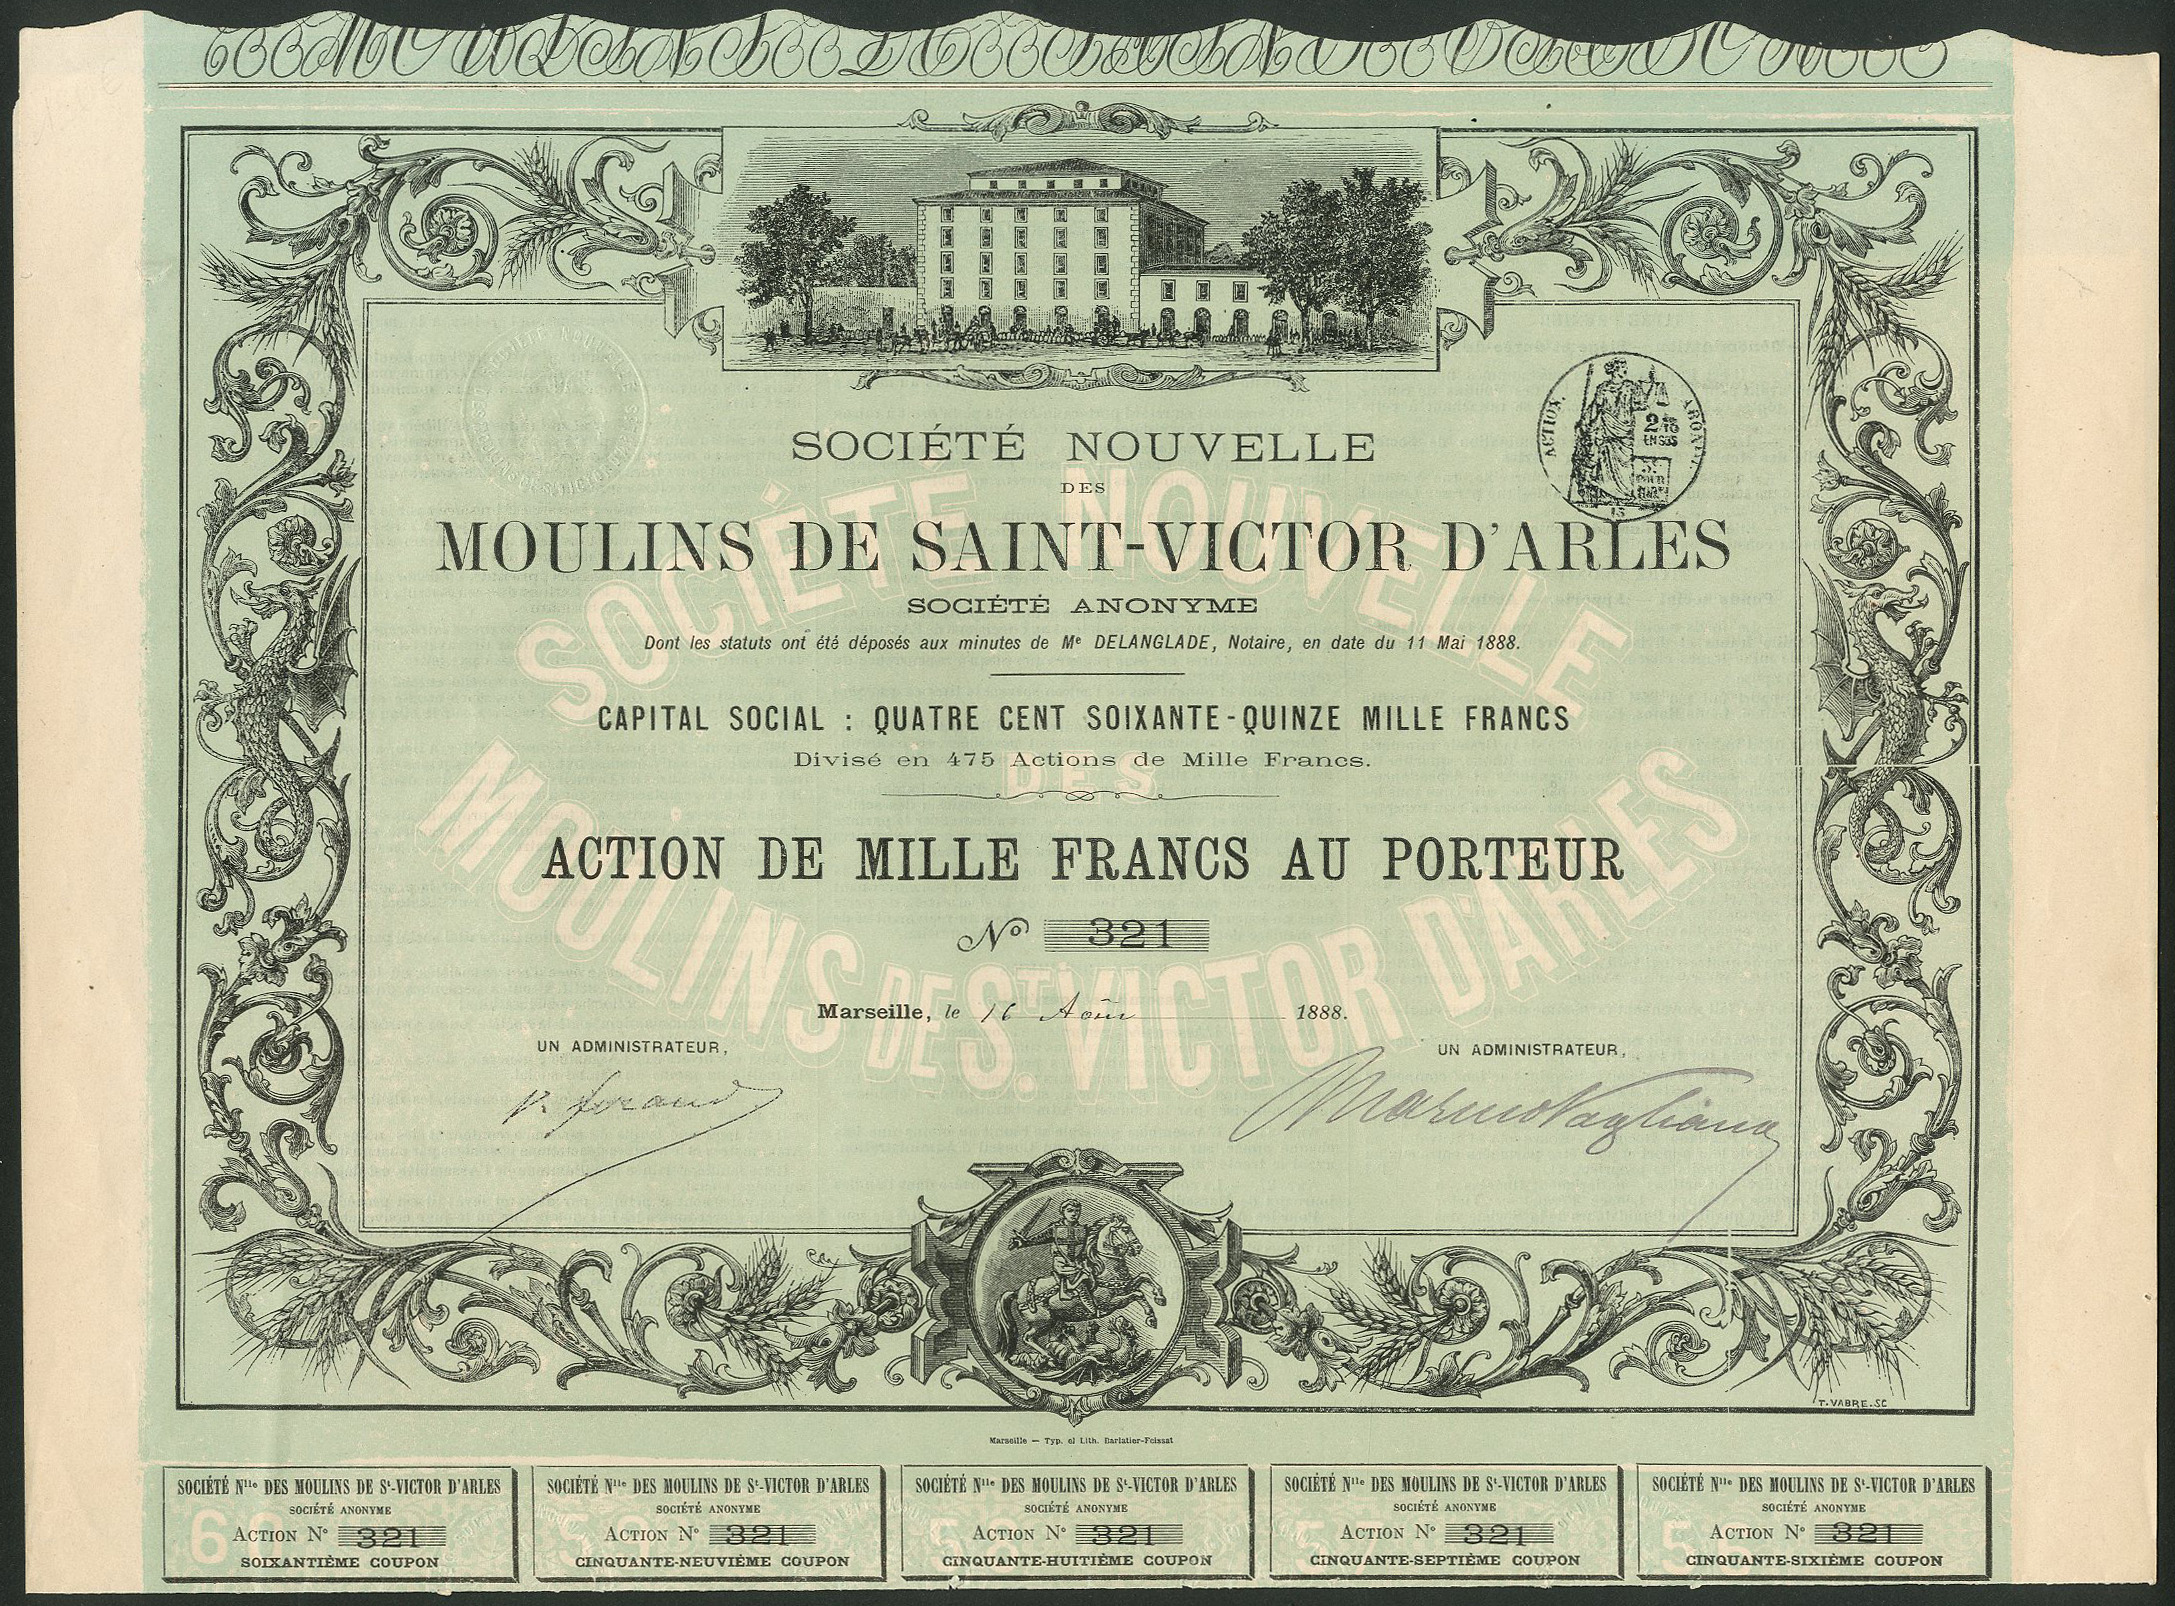 SOCIÉTÉ NOUVELLE
DES
MOULINS DE SAINT-VICTOR D'ARLES
SOCIÉTÉ ANONYME
Dont les statuts ont été déposés aux minutes de Mᵉ DELANGLADE, Notaire, en date du 11 Mai 1888.
CAPITAL SOCIAL : QUATRE CENT SOIXANTE-QUINZE MILLE FRANCS
Divisé en 475 Actions de Mille Francs.
ACTION DE MILLE FRANCS AU PORTEUR
Nº 321
Marseille, le 16 Août 1888.
UN ADMINISTRATEUR,
UN ADMINISTRATEUR,
SOCIÉTÉ NOUVELLE
DES
MOULINS DE ST VICTOR D'ARLES
ACTION.
2 Fs
EN SUS
15
T. VABRE. SC
Marseille — Typ. et Lith. Barlatier-Feissat
SOCIÉTÉ Nˡˡᵉ DES MOULINS DE Sᵗ-VICTOR D'ARLES
SOCIÉTÉ ANONYME
ACTION Nº 321
SOIXANTIÈME COUPON
SOCIÉTÉ Nˡˡᵉ DES MOULINS DE Sᵗ-VICTOR D'ARLES
SOCIÉTÉ ANONYME
ACTION Nº 321
CINQUANTE-NEUVIÈME COUPON
SOCIÉTÉ Nˡˡᵉ DES MOULINS DE Sᵗ-VICTOR D'ARLES
SOCIÉTÉ ANONYME
ACTION Nº 321
CINQUANTE-HUITIÈME COUPON
SOCIÉTÉ Nˡˡᵉ DES MOULINS DE Sᵗ-VICTOR D'ARLES
SOCIÉTÉ ANONYME
ACTION Nº 321
CINQUANTE-SEPTIÈME COUPON
SOCIÉTÉ Nˡˡᵉ DES MOULINS DE Sᵗ-VICTOR D'ARLES
SOCIÉTÉ ANONYME
ACTION Nº 321
CINQUANTE-SIXIÈME COUPON